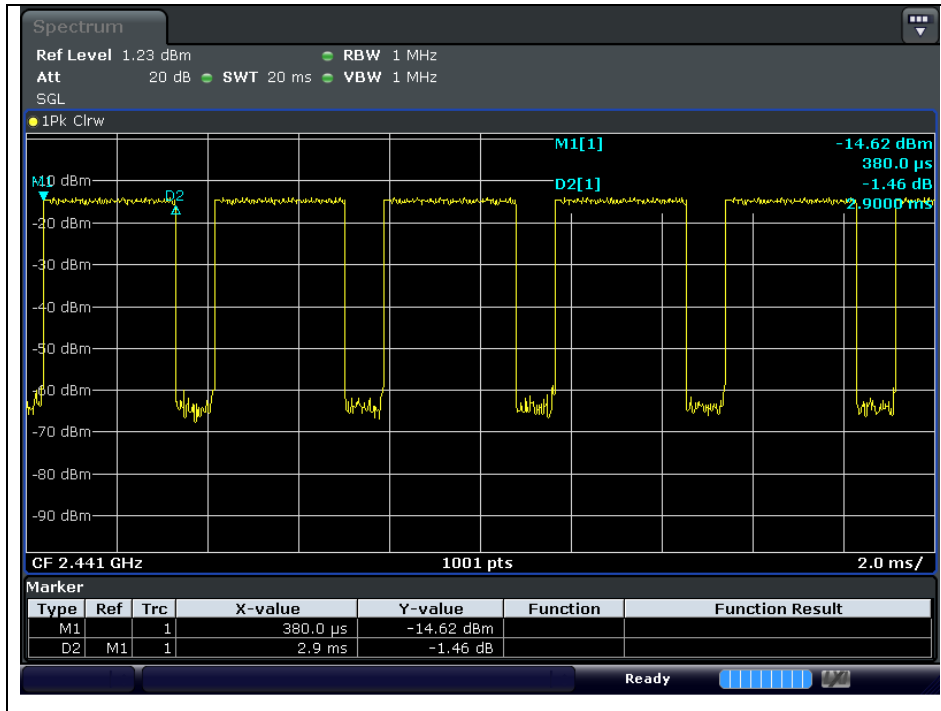 Spectrum
Ref Level 1.23 dBm RBW 1 MHz
Att 20 dB SWT 20 ms VBW 1 MHz
SGL
1Pk Clrw
M1[1] -14.62 dBm
380.0 µs
M1 -10 dBm D2[1] -1.46 dB
D2 2.9000 ms
-20 dBm
-30 dBm
-40 dBm
-50 dBm
-60 dBm
-70 dBm
-80 dBm
-90 dBm
CF 2.441 GHz 1001 pts 2.0 ms/
Marker
Type Ref Trc X-value Y-value Function Function Result
M1 1 380.0 µs -14.62 dBm
D2 M1 1 2.9 ms -1.46 dB
Ready